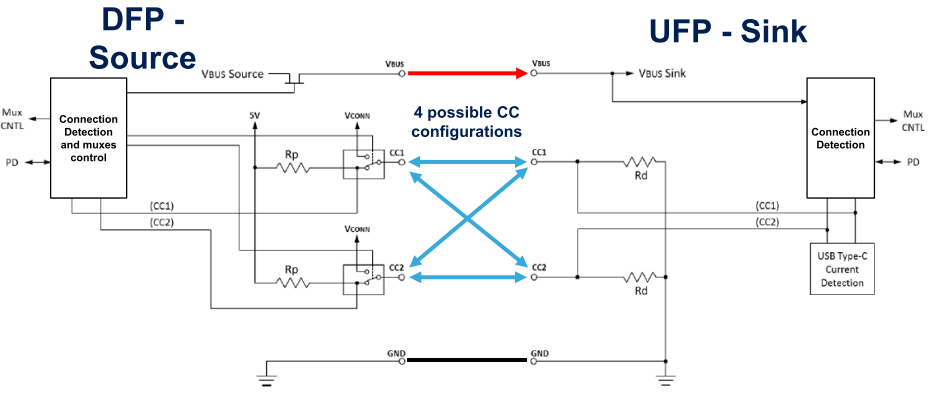 DFP -
Source
UFP - Sink
VBUS Source
VBUS
VBUS
VBUS Sink
Mux
CNTL
PD
Connection
Detection
and muxes
control
5V
VCONN
4 possible CC
configurations
Rp
CC1
CC1
Rd
(CC1)
(CC2)
VCONN
Rp
CC2
CC2
Rd
Connection
Detection
Mux
CNTL
PD
(CC1)
(CC2)
USB Type-C
Current
Detection
GND
GND